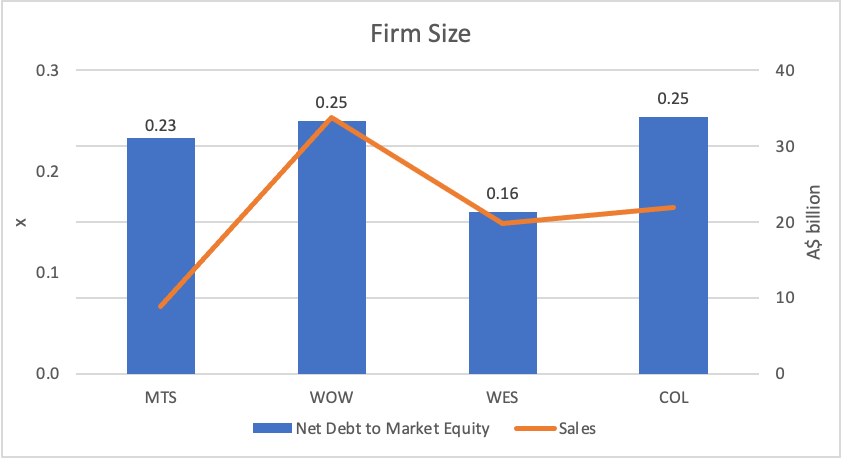 Firm Size
0.3
0.2
0.1
0.0
x
0.23
0.25
0.16
0.25
40
30
20
10
0
A$ billion
MTS WOW WES COL
Net Debt to Market Equity Sales